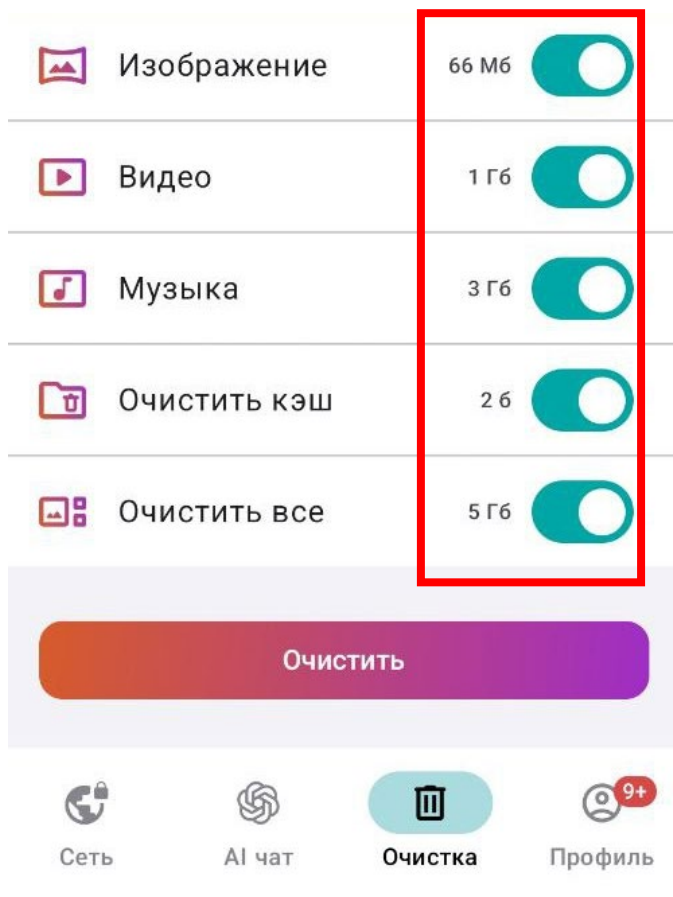 Изображение 66 Мб
Видео 1 Гб
Музыка 3 Гб
Очистить кэш 2 б
Очистить все 5 Гб
Очистить
9+
Сеть AI чат Очистка Профиль